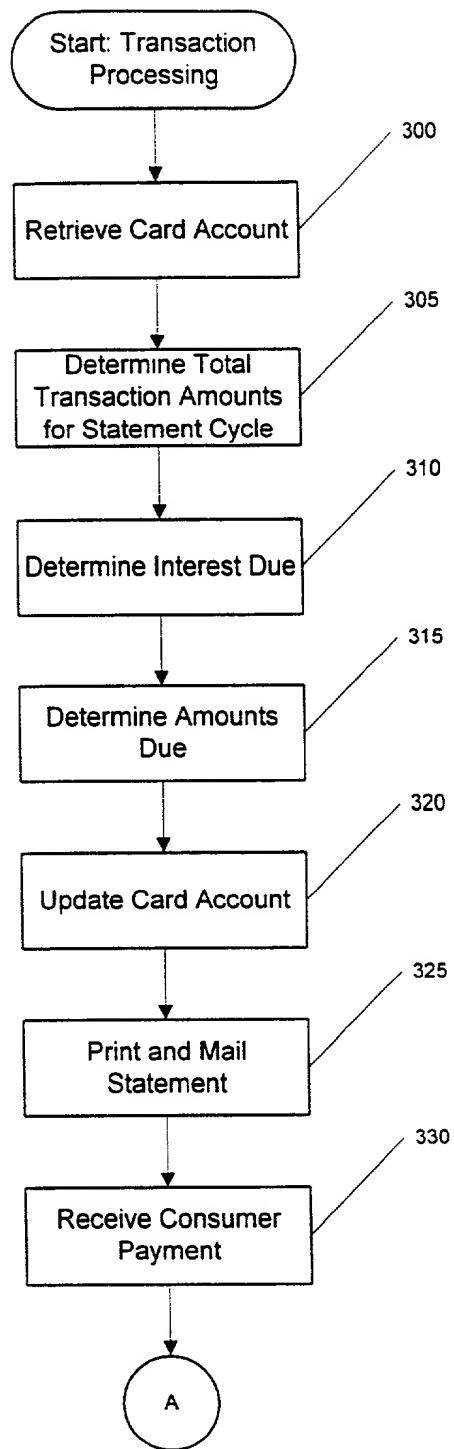 Start: Transaction
Processing
300
Retrieve Card Account
305
Determine Total
Transaction Amounts
for Statement Cycle
310
Determine Interest Due
315
Determine Amounts
Due
320
Update Card Account
325
Print and Mail
Statement
330
Receive Consumer
Payment
A